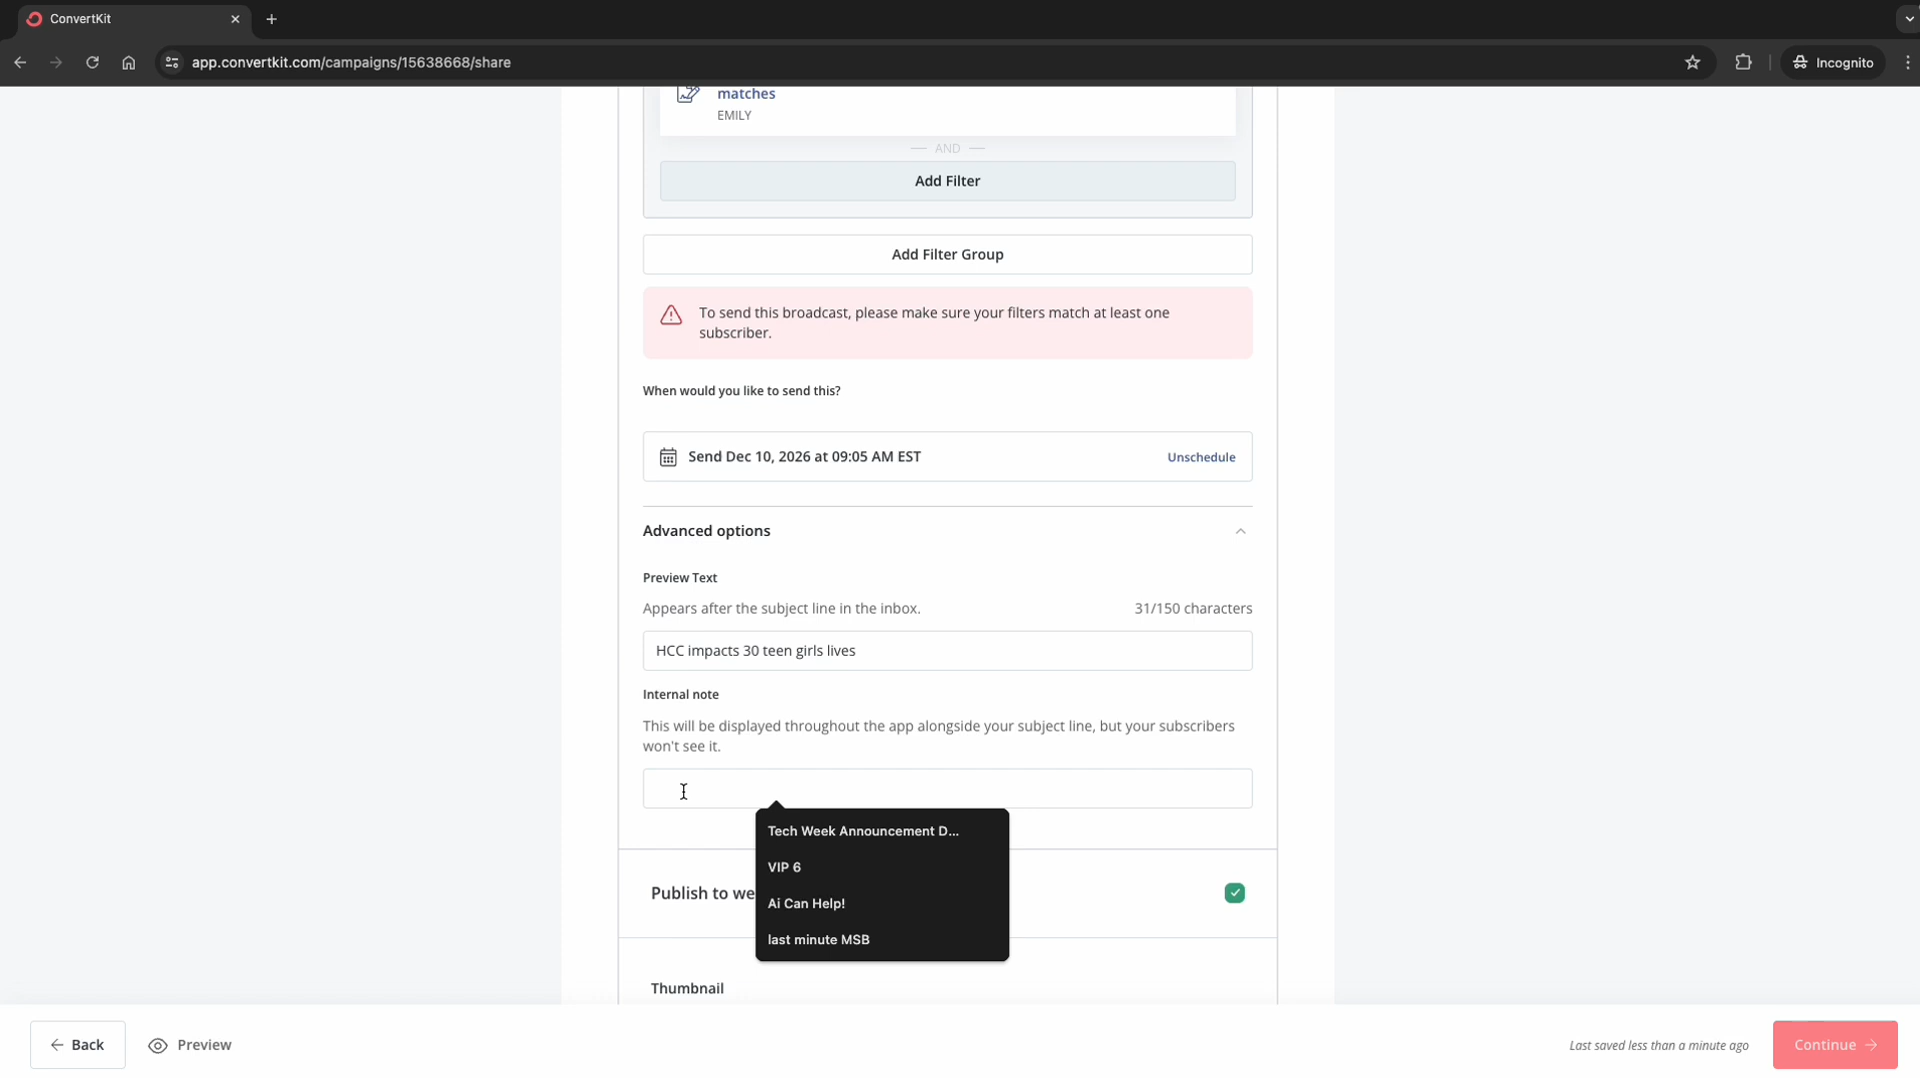 ConvertKit
app.convertkit.com/campaigns/15638668/share
Incognito
matches
EMILY
AND
Add Filter
Add Filter Group
To send this broadcast, please make sure your filters match at least one
subscriber.
When would you like to send this?
Send Dec 10, 2026 at 09:05 AM EST
Unschedule
Advanced options
Preview Text
Appears after the subject line in the inbox.
31/150 characters
HCC impacts 30 teen girls lives
Internal note
This will be displayed throughout the app alongside your subject line, but your subscribers
won't see it.
Tech Week Announcement D...
VIP 6
Ai Can Help!
last minute MSB
Publish to we
Thumbnail
Back
Preview
Last saved less than a minute ago
Continue